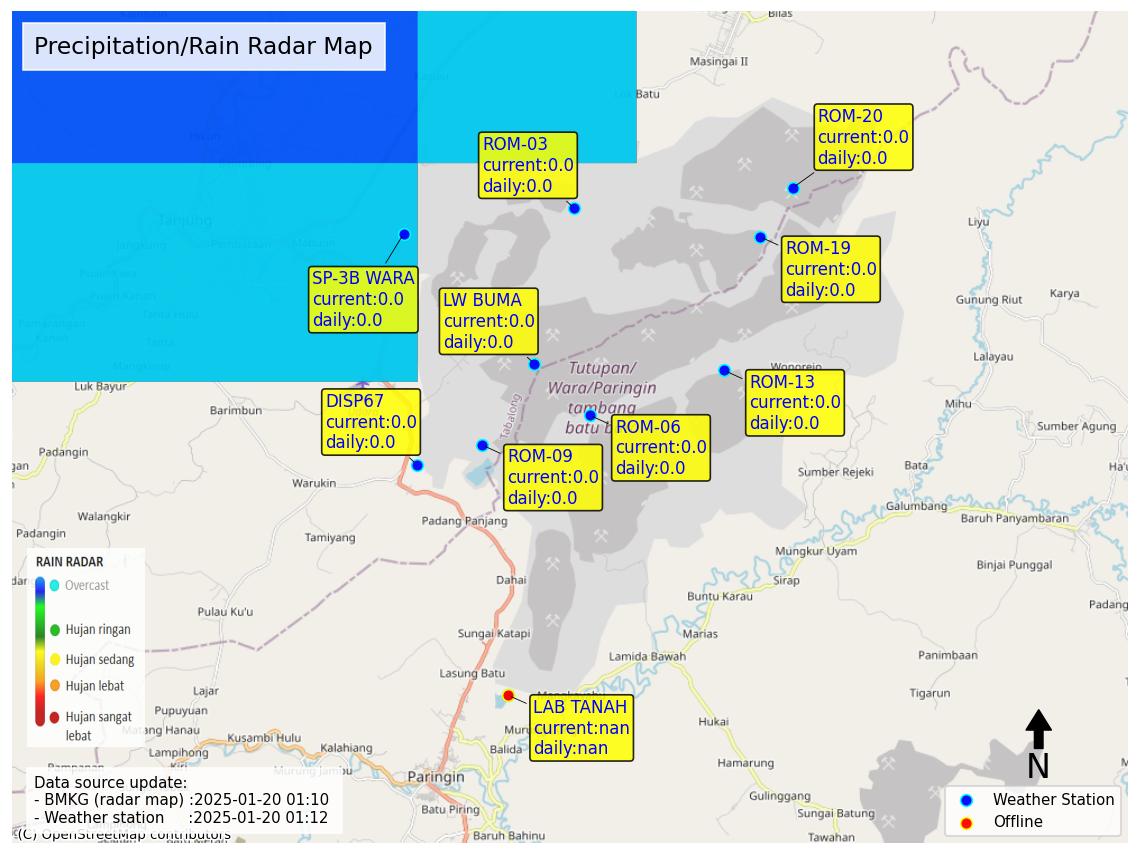 Precipitation/Rain Radar Map
Bilas
Masingai II
Batu
ROM-20
current:0.0
daily:0.0
ROM-03
current:0.0
daily:0.0
Tanjung
Liyu
SP-3B WARA
current:0.0
daily:0.0
ROM-19
current:0.0
daily:0.0
LW BUMA
current:0.0
daily:0.0
Gunung Riut
Karya
Lalayau
Tutupan/
Wara/Paringin
tambang
batu b
Wonorejo
Tabalong
ROM-13
current:0.0
daily:0.0
Luk Bayur
Barimbun
DISP67
current:0.0
daily:0.0
ROM-06
current:0.0
daily:0.0
Mihu
Sumber Agung
ROM-09
current:0.0
daily:0.0
Padangin
gan
Warukin
Sumber Rejeki
Bata
Ha'u
Galumbang
Baruh Panyambaran
Walangkir
Padangin
Padang Panjang
Tamiyang
Mungkur Uyam
Binjai Punggal
Sirap
Dahai
Buntu Karau
Padang
Pulau Ku'u
Sungai Katapi
Marias
Lamida Bawah
Panimbaan
Lasung Batu
Tigarun
Lajar
Pupuyuan
Matang Hanau
Kusambi Hulu
Lampihong
Kalahiang
Murung Jambu
LAB TANAH
current:nan
daily:nan
Balida
Hukai
Hamarung
Paringin
Batu Piring
Baruh Bahinu
Gulinggang
Sungai Batung
Tawahan
RAIN RADAR
Overcast
Hujan ringan
Hujan sedang
Hujan lebat
Hujan sangat
lebat
Data source update:
- BMKG (radar map) :2025-01-20 01:10
- Weather station :2025-01-20 01:12
(C) OpenStreetMap contributors
N
Weather Station
Offline